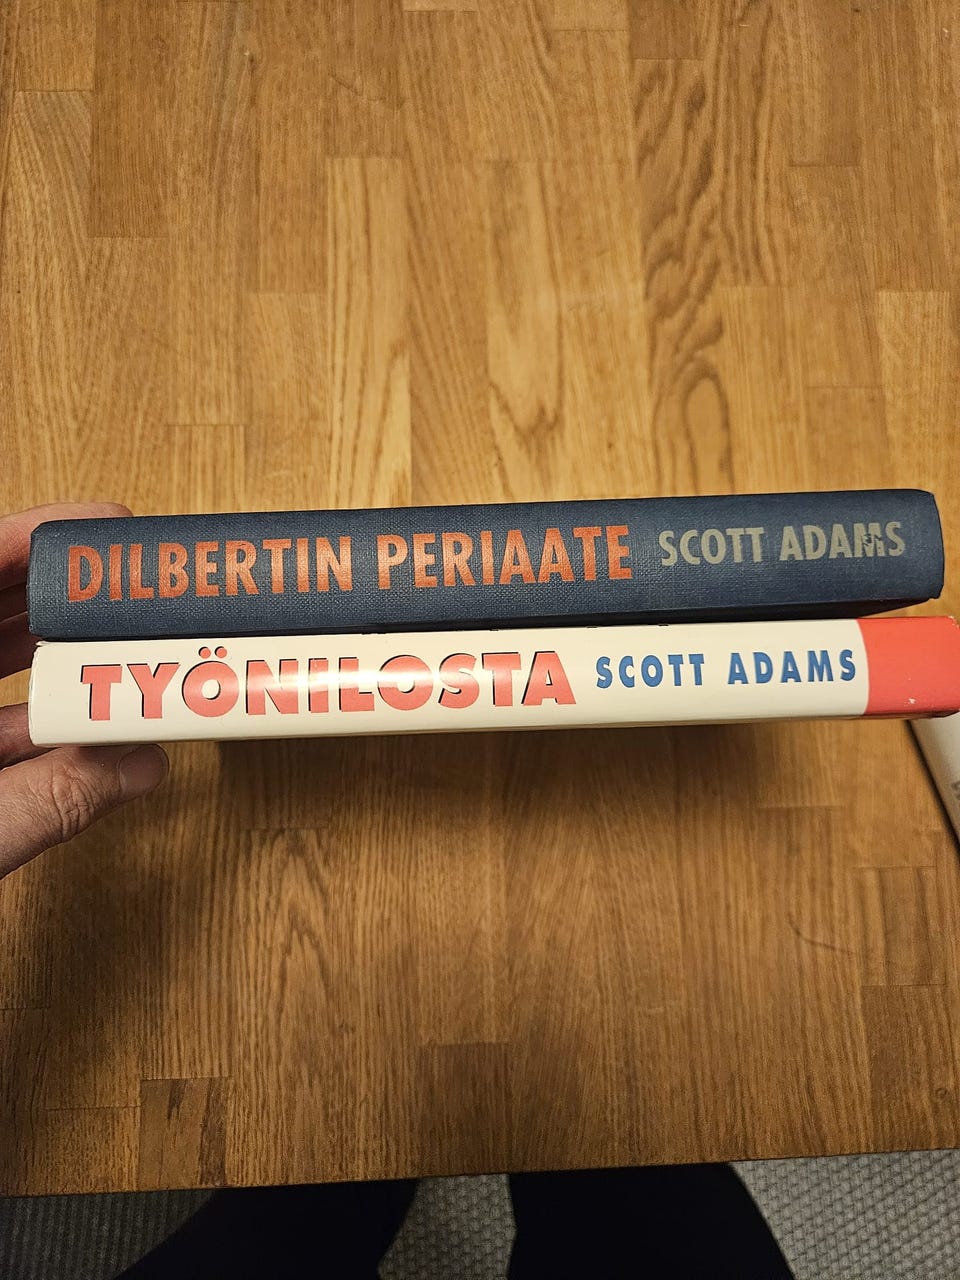 DILBERTIN PERIAATE SCOTT ADAMS
TYÖNILOSTA SCOTT ADAMS